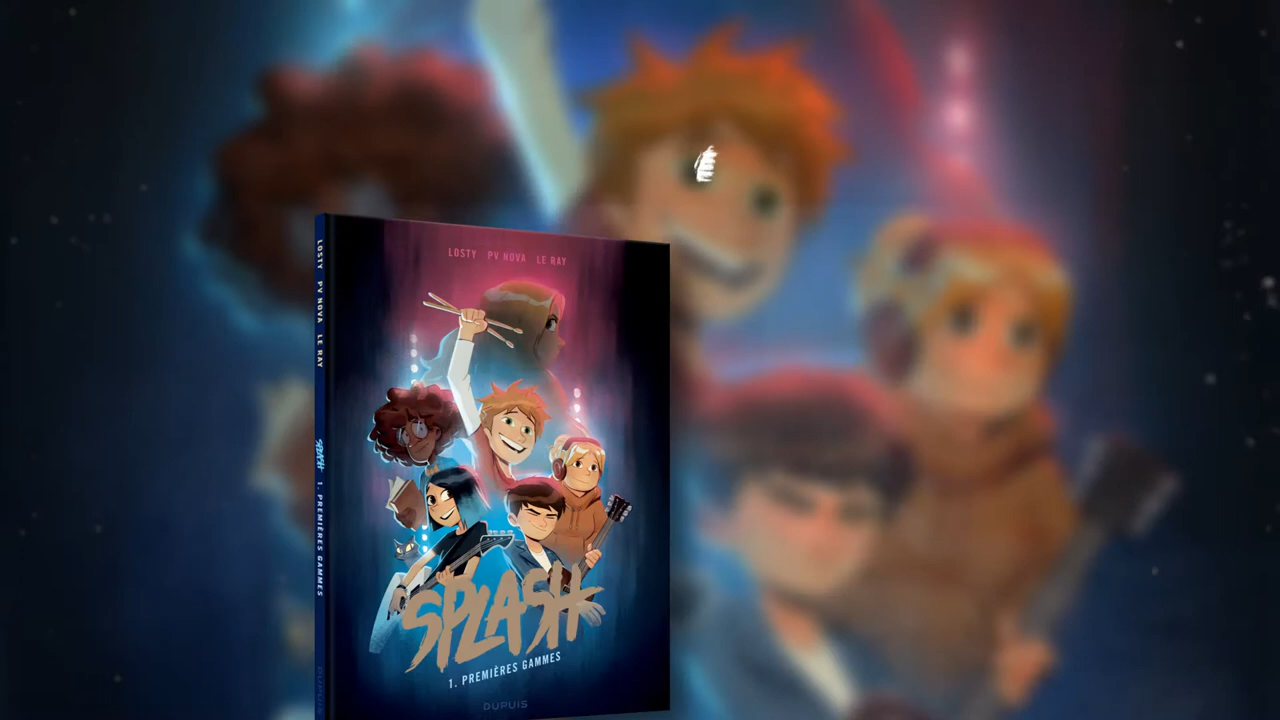 LOSTY PV NOVA LE RAY
SPLASH
1. PREMIÈRES GAMMES
DUPUIS
LOSTY PV NOVA LE RAY SPLASH 1. PREMIÈRES GAMMES DUPUIS